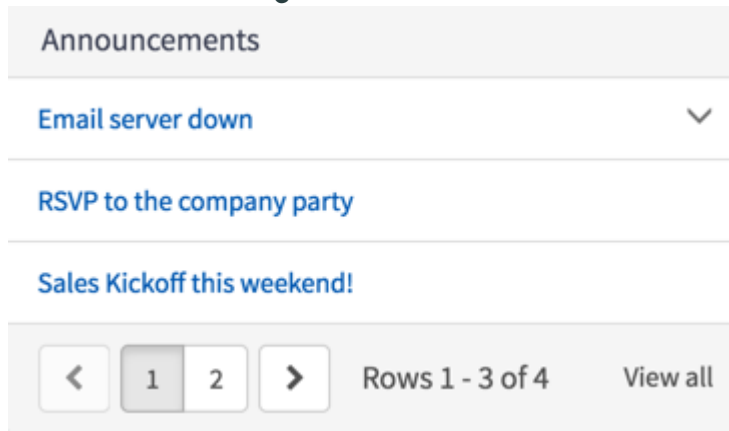 Announcements
Email server down
RSVP to the company party
Sales Kickoff this weekend!
1 2 Rows 1 - 3 of 4 View all